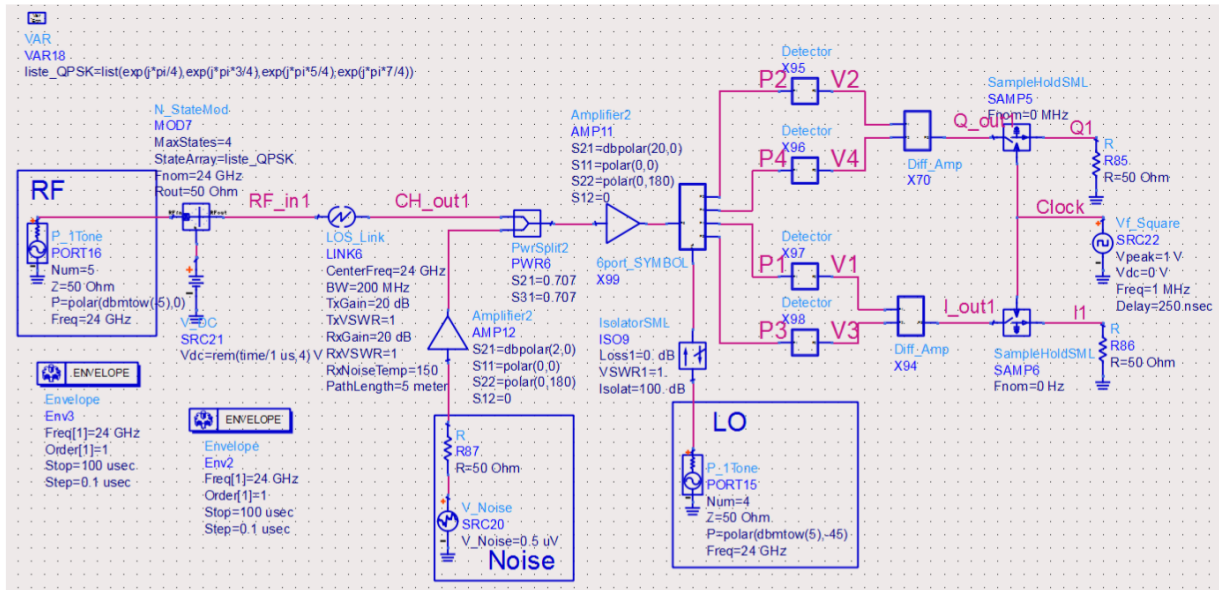 VAR
VAR18
liste_QPSK=list(exp(j*pi/4),exp(j*pi*3/4),exp(j*pi*5/4),exp(j*pi*7/4))
N_StateMod
MOD7
MaxStates=4
StateArray=liste_QPSK
Fnom=24 GHz
Rout=50 Ohm
RF
P_1Tone
PORT16
Num=5
Z=50 Ohm
P=polar(dbmtow(-5),0)
Freq=24 GHz
V_DC
SRC21
Vdc=rem(time/1 us,4) V
RF_in1
CH_out1
LOS_Link
LINK6
CenterFreq=24 GHz
BW=200 MHz
TxGain=20 dB
TxVSWR=1
RxGain=20 dB
RxVSWR=1
RxNoiseTemp=150
PathLength=5 meter
PwrSplit2
PWR6
S21=0.707
S31=0.707
Amplifier2
AMP11
S21=dbpolar(20,0)
S11=polar(0,0)
S22=polar(0,180)
S12=0
Amplifier2
AMP12
S21=dbpolar(2,0)
S11=polar(0,0)
S22=polar(0,180)
S12=0
R
R87
R=50 Ohm
V_Noise
SRC20
V_Noise=0.5 uV
Noise
ENVELOPE
Envelope
Env3
Freq[1]=24 GHz
Order[1]=1
Stop=100 usec
Step=0.1 usec
ENVELOPE
Envelope
Env2
Freq[1]=24 GHz
Order[1]=1
Stop=100 usec
Step=0.1 usec
6port_SYMBOL
X99
IsolatorSML
ISO9
Loss1=0. dB
VSWR1=1.
Isolat=100. dB
LO
P_1Tone
PORT15
Num=4
Z=50 Ohm
P=polar(dbmtow(5),-45)
Freq=24 GHz
Detector
X95
P2
V2
Detector
X96
P4
V4
Detector
X97
P1
V1
Detector
X98
P3
V3
Diff_Amp
X70
Q_out1
Diff_Amp
X94
I_out1
SampleHoldSML
SAMP5
Fnom=0 MHz
Q1
R
R85
R=50 Ohm
Clock
Vf_Square
SRC22
Vpeak=1 V
Vdc=0 V
Freq=1 MHz
Delay=250 nsec
I1
R
R86
R=50 Ohm
SampleHoldSML
SAMP6
Fnom=0 Hz